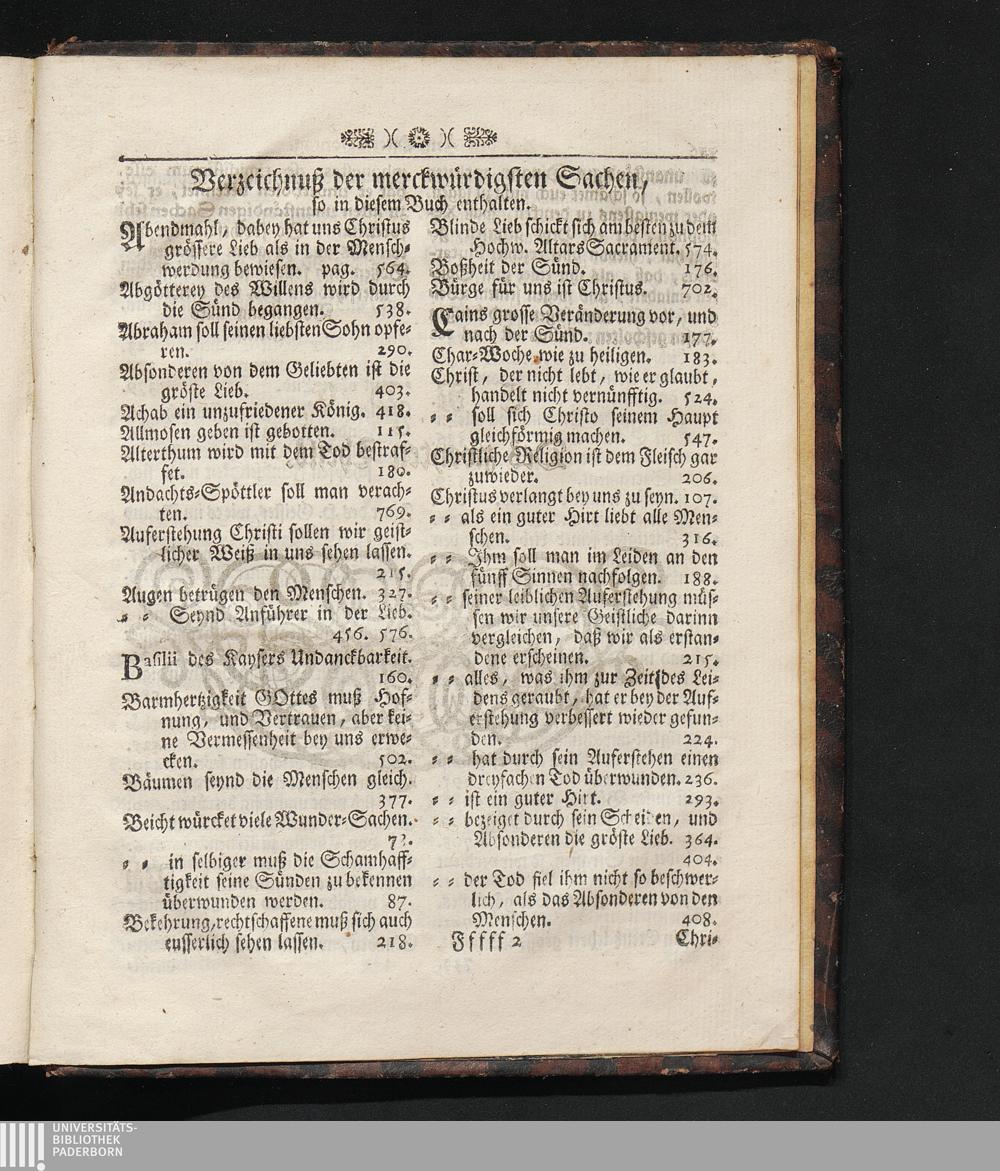 Verzeichnuß der merckwürdigsten Sachen,
so in diesem Buch enthalten.
Abendmahl, dabey hat uns Christus
grössere Lieb als in der Mensch-
werdung bewiesen. pag. 564.
Abgötterey des Willens wird durch
die Sünd begangen. 538.
Abraham soll seinen liebsten Sohn opfe-
ren. 290.
Absonderen von dem Geliebten ist die
gröste Lieb. 403.
Achab ein unzufriedener König. 418.
Allmosen geben ist gebotten. 115.
Alterthum wird mit dem Tod bestraf-
fet. 180.
Andachts-Spöttler soll man verach-
ten. 769.
Auferstehung Christi sollen wir geist-
licher Weiß in uns sehen lassen.
215.
Augen betrügen den Menschen. 327.
- - Seynd Anführer in der Lieb.
456. 576.
Basilii des Kaysers Undanckbarkeit.
160.
Barmhertzigkeit GOttes muß Hof-
nung, und Vertrauen, aber kei-
ne Vermessenheit bey uns erwe-
cken. 502.
Bäumen seynd die Menschen gleich.
377.
Beicht würcket viele Wunder-Sachen.
- - in selbiger muß die Schamhaff-
tigkeit seine Sünden zu bekennen
überwunden werden. 87.
Bekehrung, rechtschaffene muß sich auch
eusserlich sehen lassen. 218.
Blinde Lieb schickt sich am besten zu dem
Hochw. Altars Sacrament. 574.
Boßheit der Sünd. 176.
Bürge für uns ist Christus. 702.
Cains grosse Veränderung vor, und
nach der Sünd. 177.
Char-Woche wie zu heiligen. 183.
Christ, der nicht lebt, wie er glaubt,
handelt nicht vernünfftig. 524.
- - soll sich Christo seinem Haupt
gleichförmig machen. 547.
Christliche Religion ist dem Fleisch gar
zuwieder. 206.
Christus verlangt bey uns zu seyn. 107.
- - als ein guter Hirt liebt alle Men-
schen. 316.
- - Ihm soll man im Leiden an den
fünff Sinnen nachfolgen. 188.
- - seiner leiblichen Auferstehung müs-
sen wir unsere Geistliche darinn
vergleichen, daß wir als erstan-
dene erscheinen. 215.
- - alles, was ihm zur Zeit des Lei-
dens geraubt, hat er bey der Auf-
erstehung verbessert wieder gefun-
den. 224.
- - hat durch sein Auferstehen einen
dreyfachen Tod überwunden. 236.
- - ist ein guter Hirt. 293.
- - bezeiget durch sein Scheiden, und
Absonderen die gröste Lieb. 364.
404.
- - der Tod fiel ihm nicht so beschwer-
lich, als das Absonderen von den
Menschen. 408.
Fffff 2 Chri-
UNIVERSITÄTS-
BIBLIOTHEK
PADERBORN